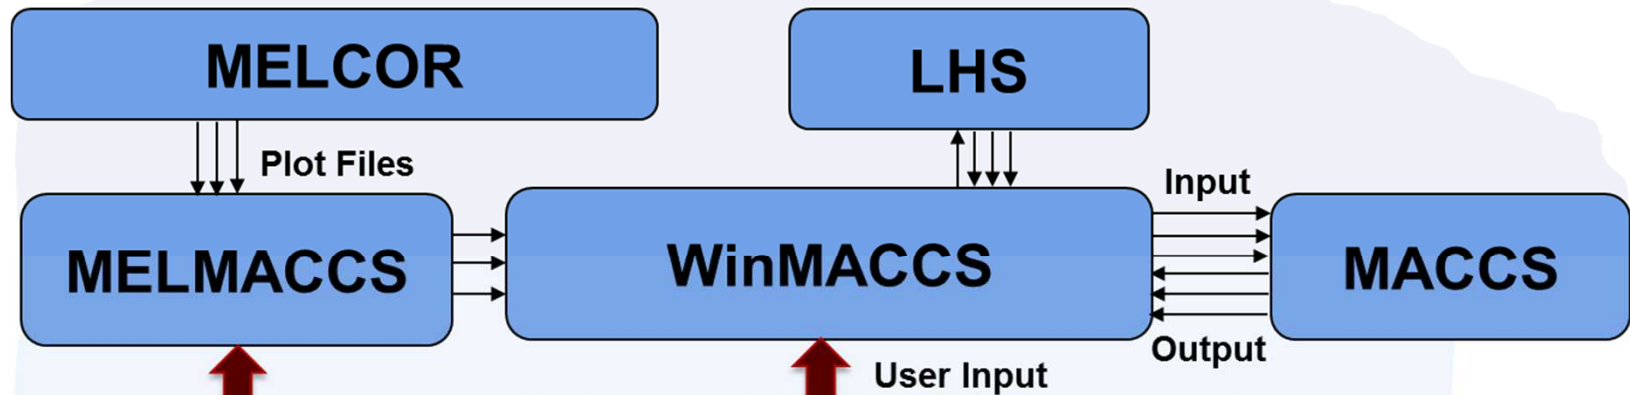 MELCOR
LHS
Plot Files
Input
MELMACCS
WinMACCS
MACCS
Output
User Input